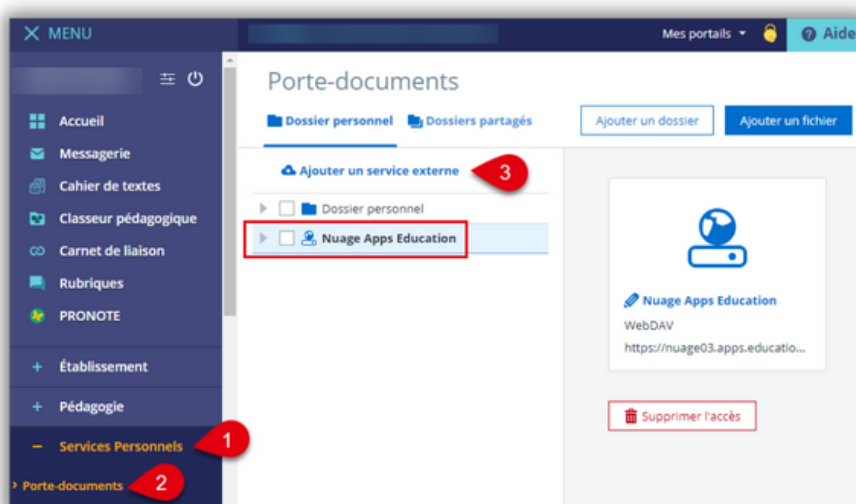 MENU
Mes portails
Aide
Accueil
Messagerie
Cahier de textes
Classeur pédagogique
Carnet de liaison
Rubriques
PRONOTE
Établissement
Pédagogie
Services Personnels
1
Porte-documents
2
Porte-documents
Dossier personnel
Dossiers partagés
Ajouter un dossier
Ajouter un fichier
Ajouter un service externe
3
Dossier personnel
Nuage Apps Education
Nuage Apps Education
WebDAV
https://nuage03.apps.educatio...
Supprimer l'accès